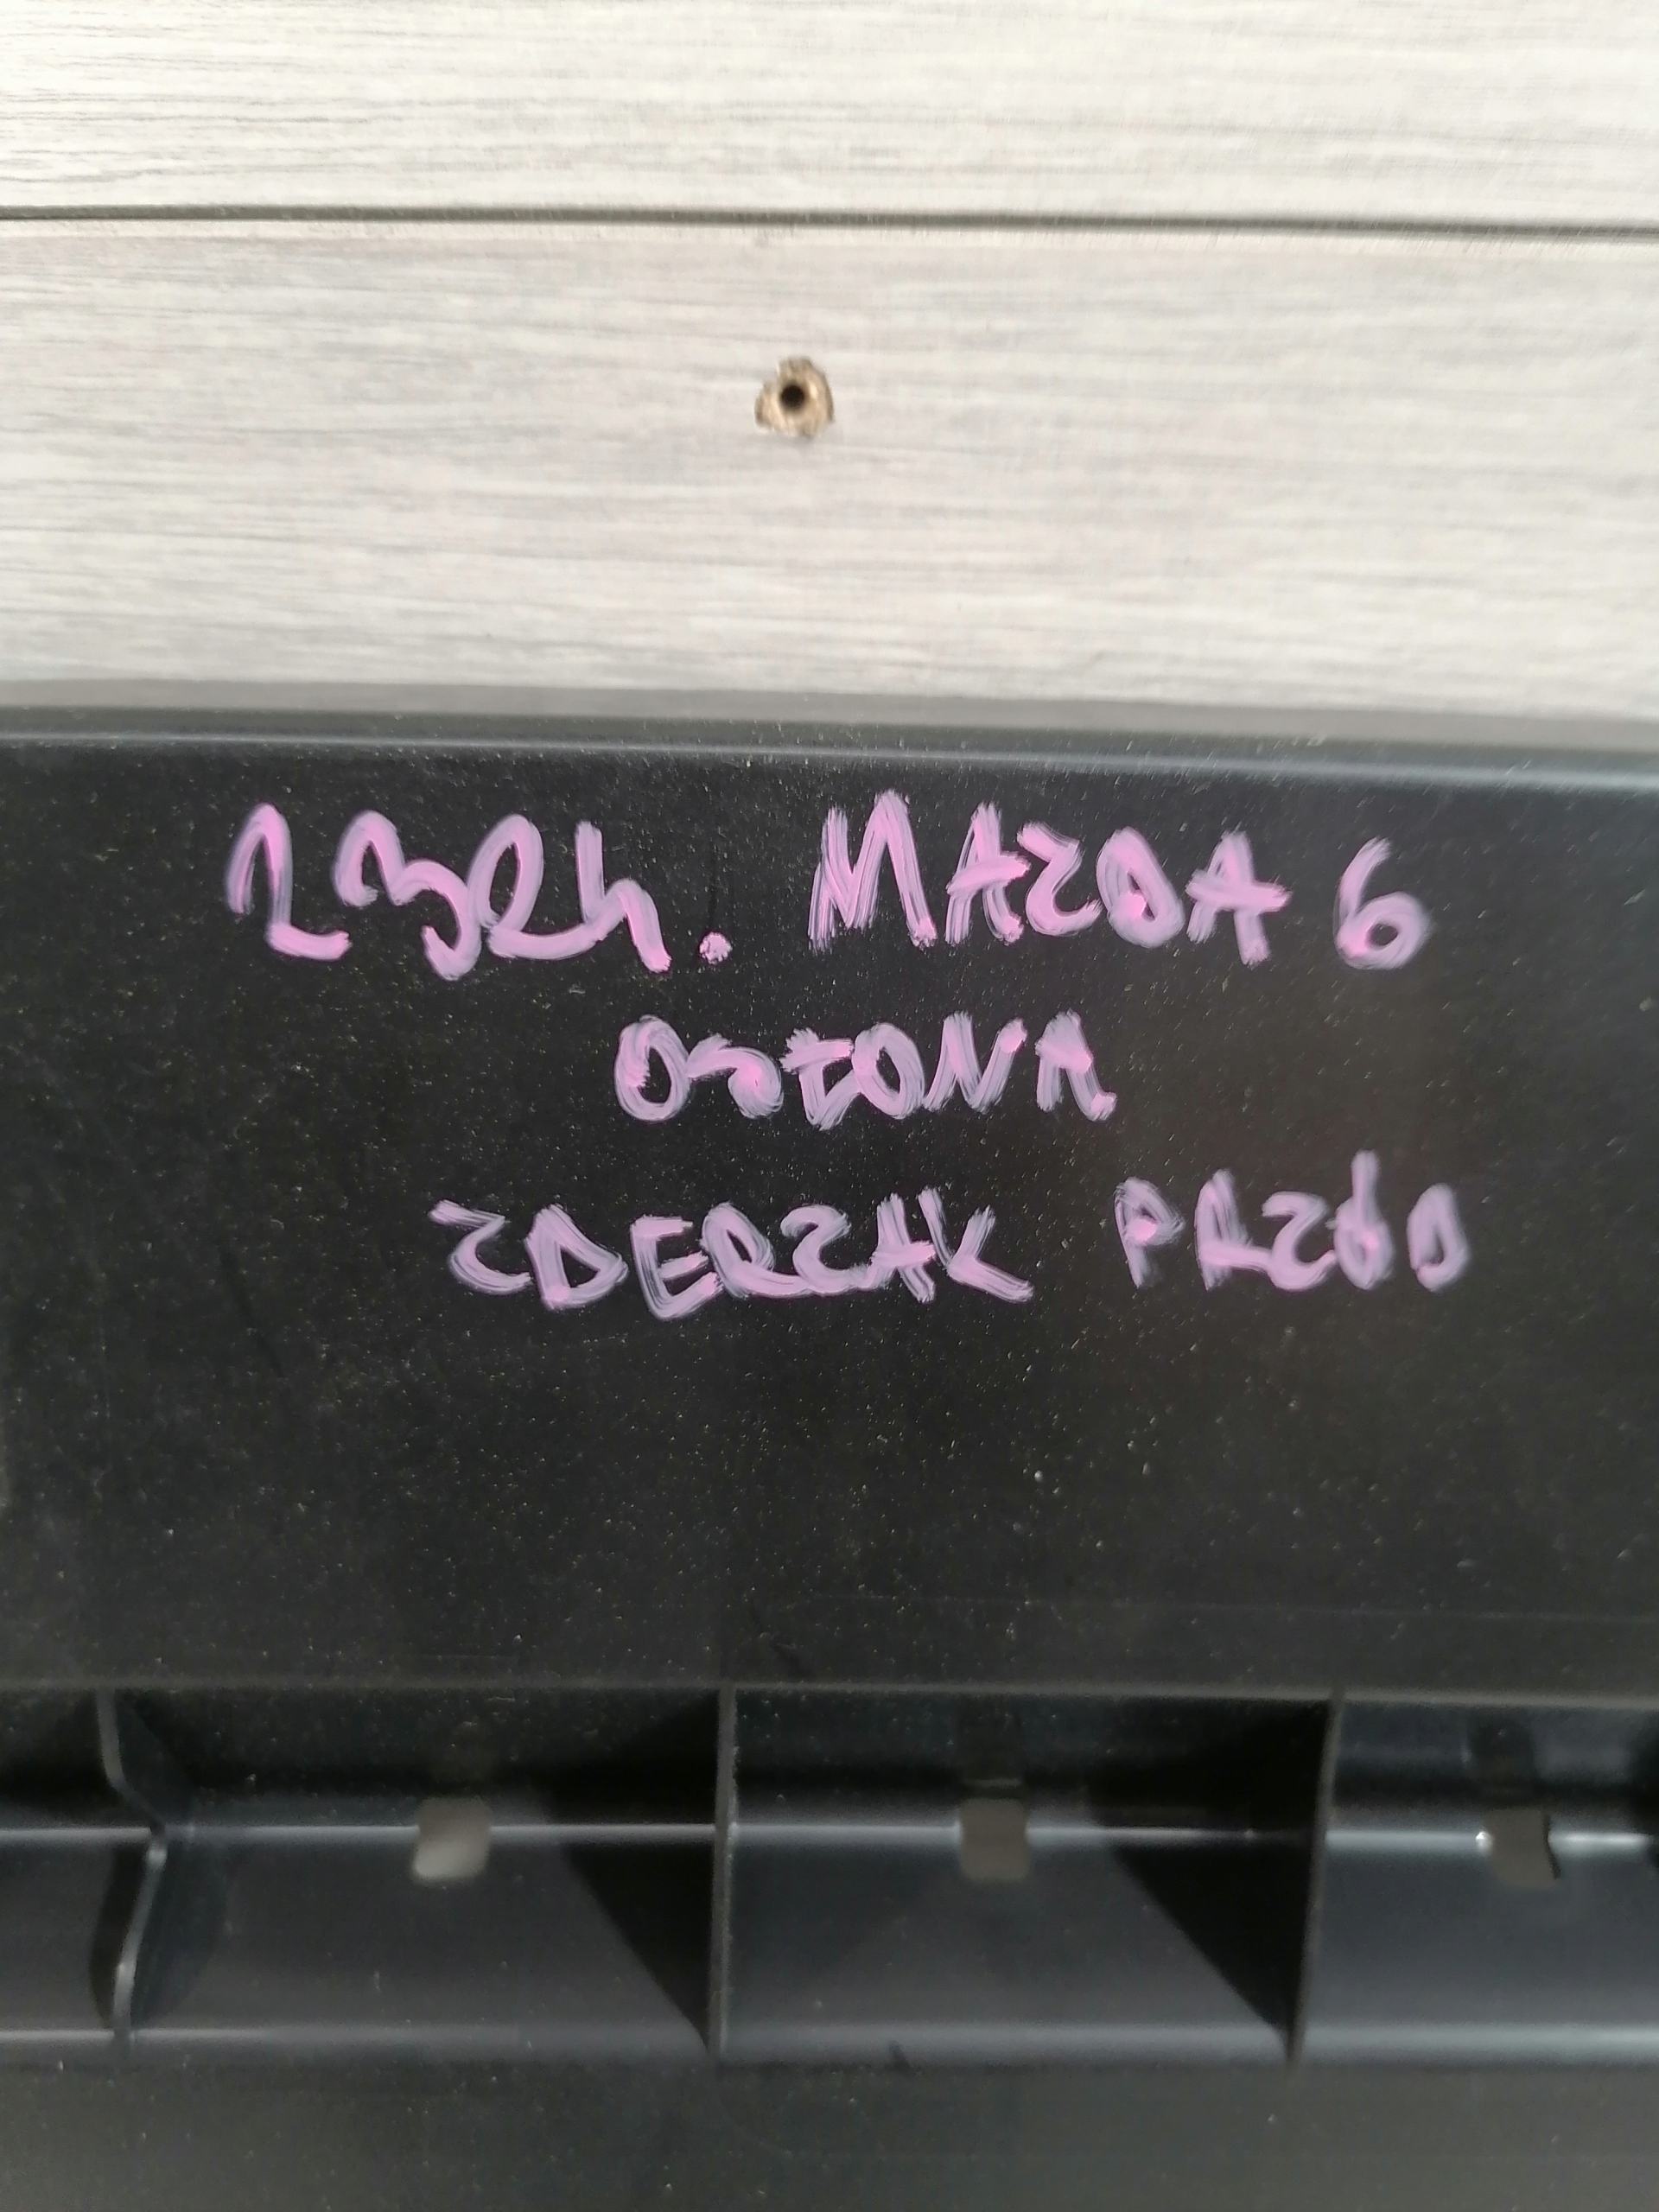 2324. MAZDA 6
OSŁONA
ZDERZAK PRZÓD